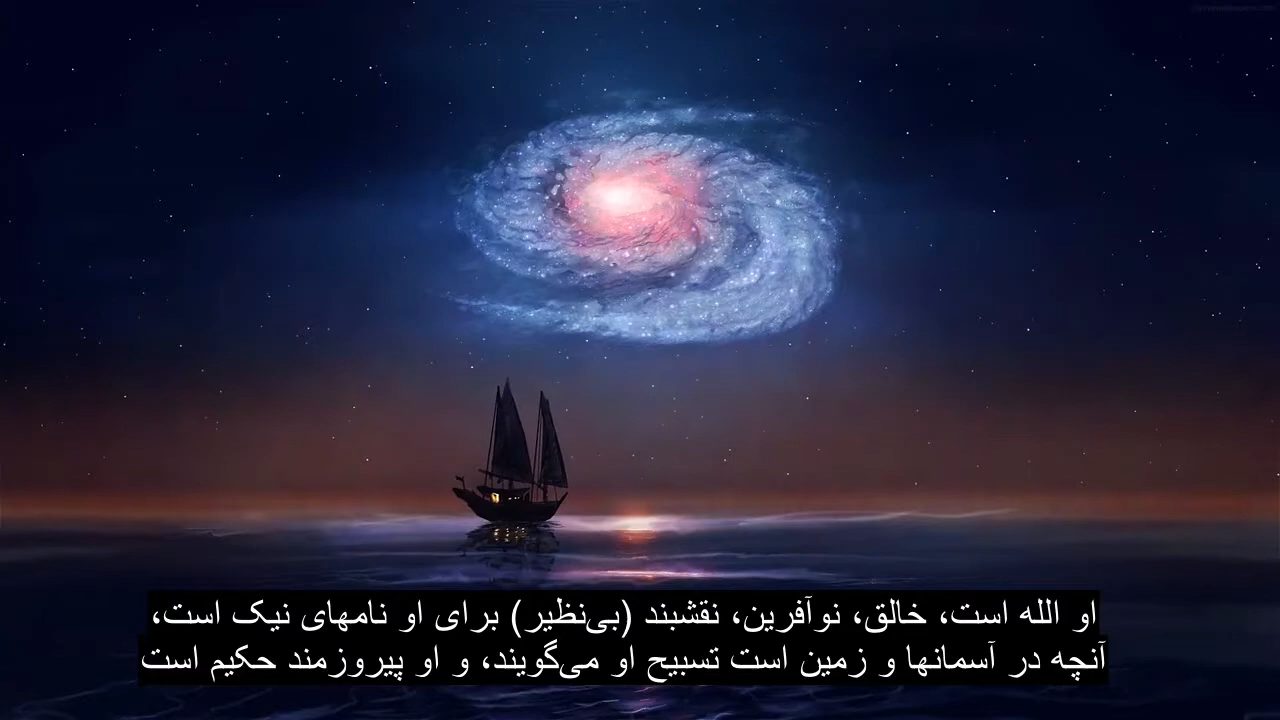 او الله است، خالق، نوآفرین، نقشبند (بی‌نظیر) برای او نامهای نیک است،
آنچه در آسمانها و زمین است تسبیح او می‌گویند، و او پیروزمند حکیم است